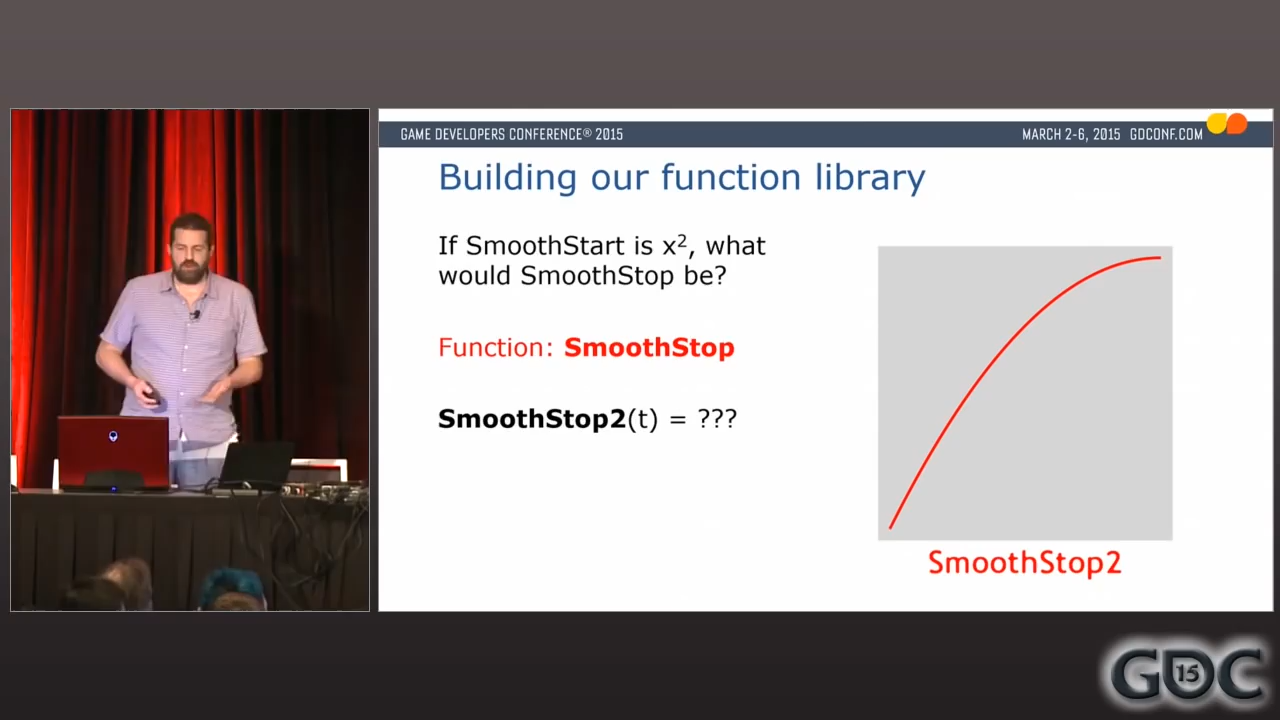 GAME DEVELOPERS CONFERENCE® 2015
MARCH 2-6, 2015 GDCONF.COM
Building our function library
If SmoothStart is x², what
would SmoothStop be?
Function: SmoothStop
SmoothStop2(t) = ???
SmoothStop2
GDC 15